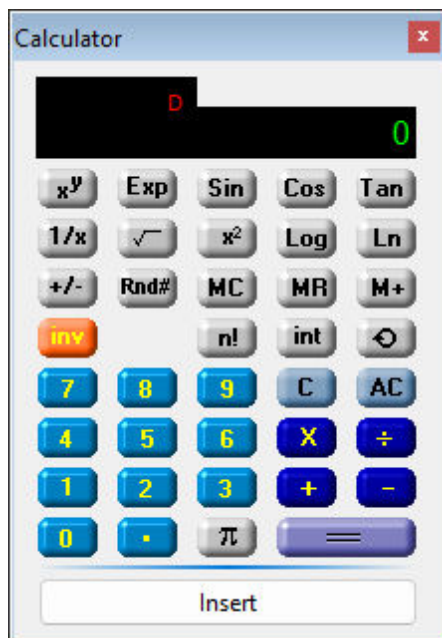 Calculator x
D
0
xʸ Exp Sin Cos Tan
1/x √ x² Log Ln
+/- Rnd# MC MR M+
inv n! int
7 8 9 C AC
4 5 6 X ÷
1 2 3 + −
0 . π =
Insert